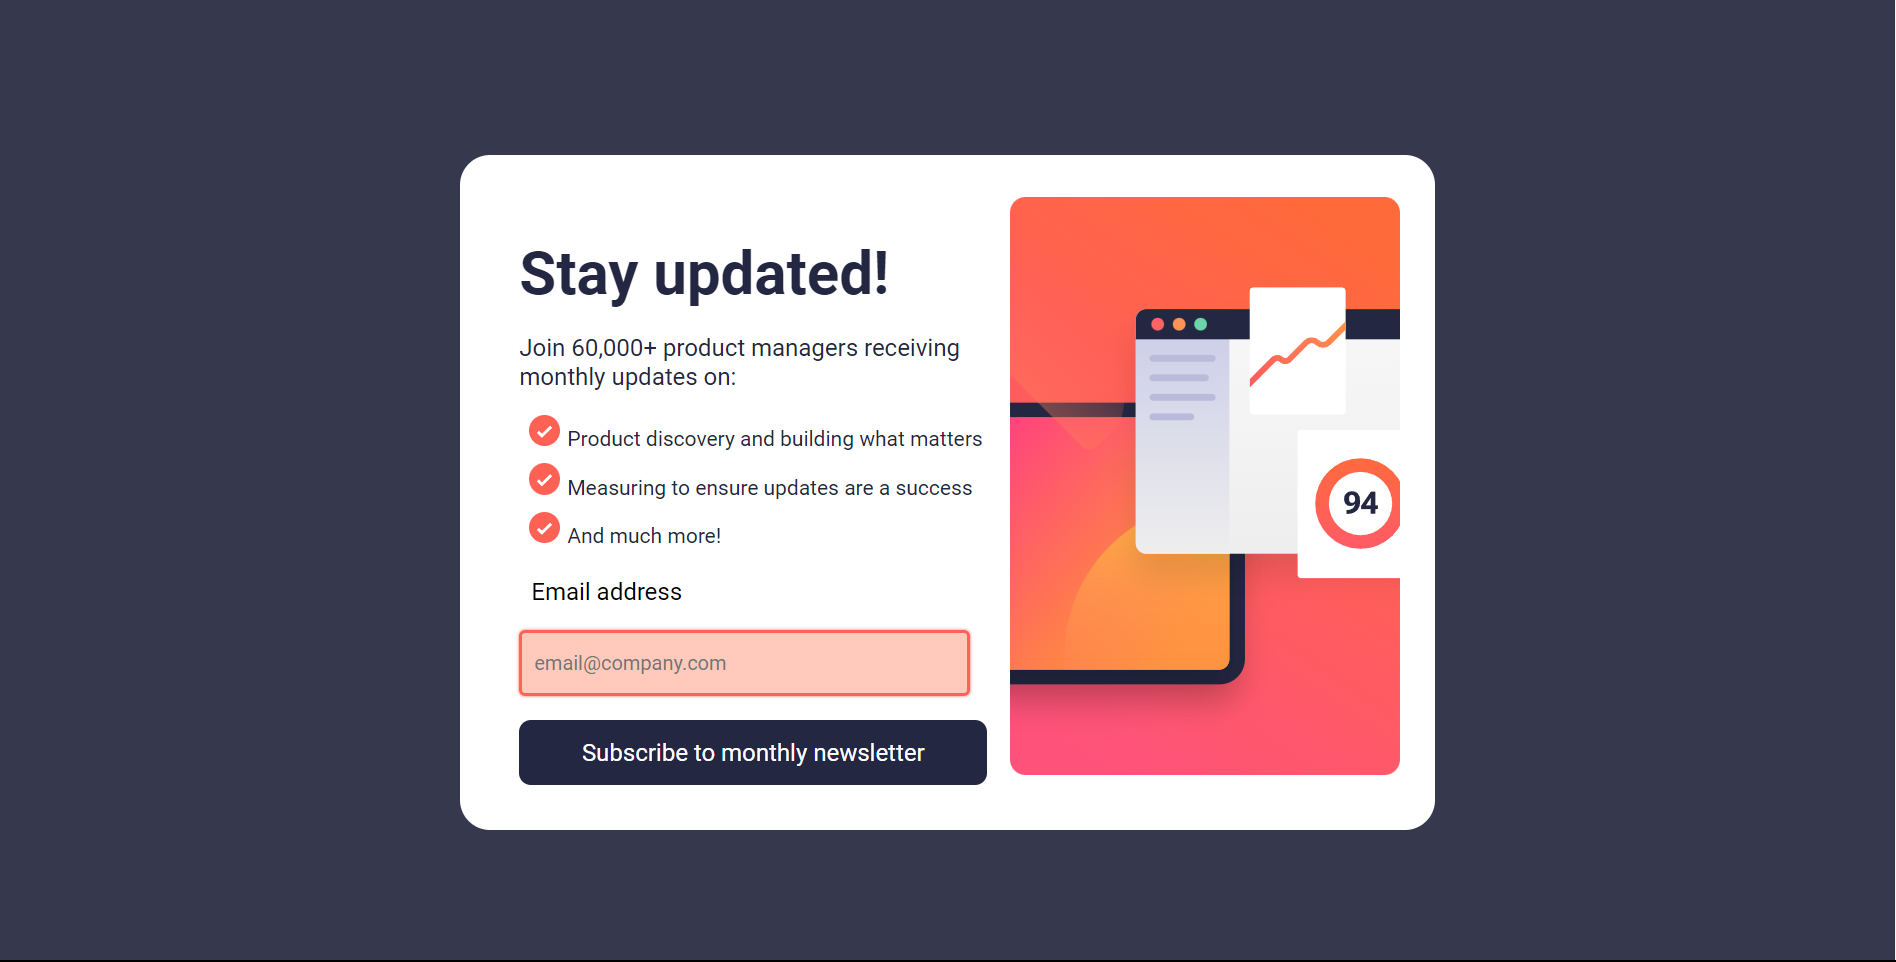 Stay updated!
Join 60,000+ product managers receiving
monthly updates on:
Product discovery and building what matters
Measuring to ensure updates are a success
And much more!
Email address
email@company.com
Subscribe to monthly newsletter
94